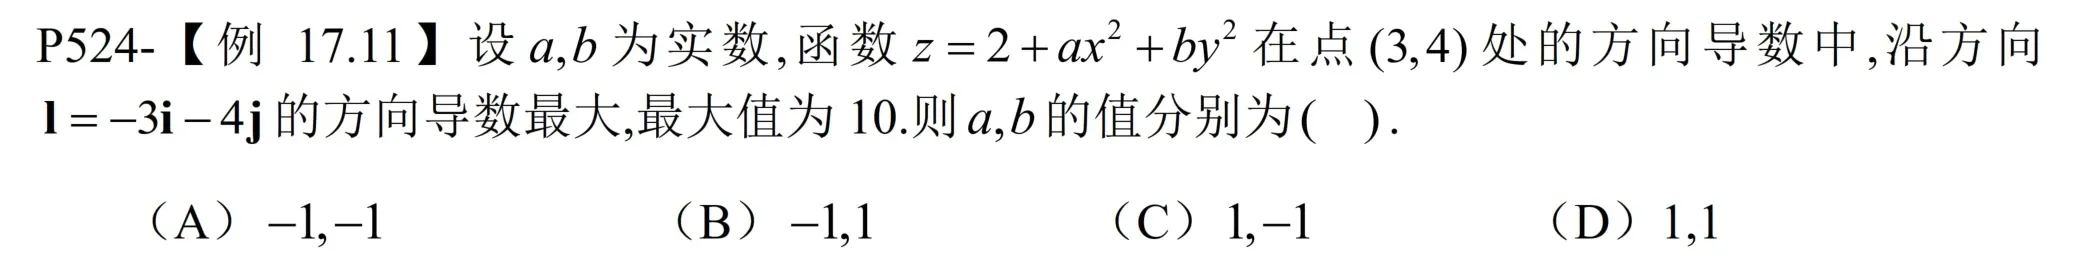 P524-【例 17.11】设 a,b 为实数,函数 z = 2 + ax² + by² 在点 (3,4) 处的方向导数中,沿方向
l = −3i − 4j 的方向导数最大,最大值为 10.则 a,b 的值分别为( ).
（A）−1,−1 （B）−1,1 （C）1,−1 （D）1,1